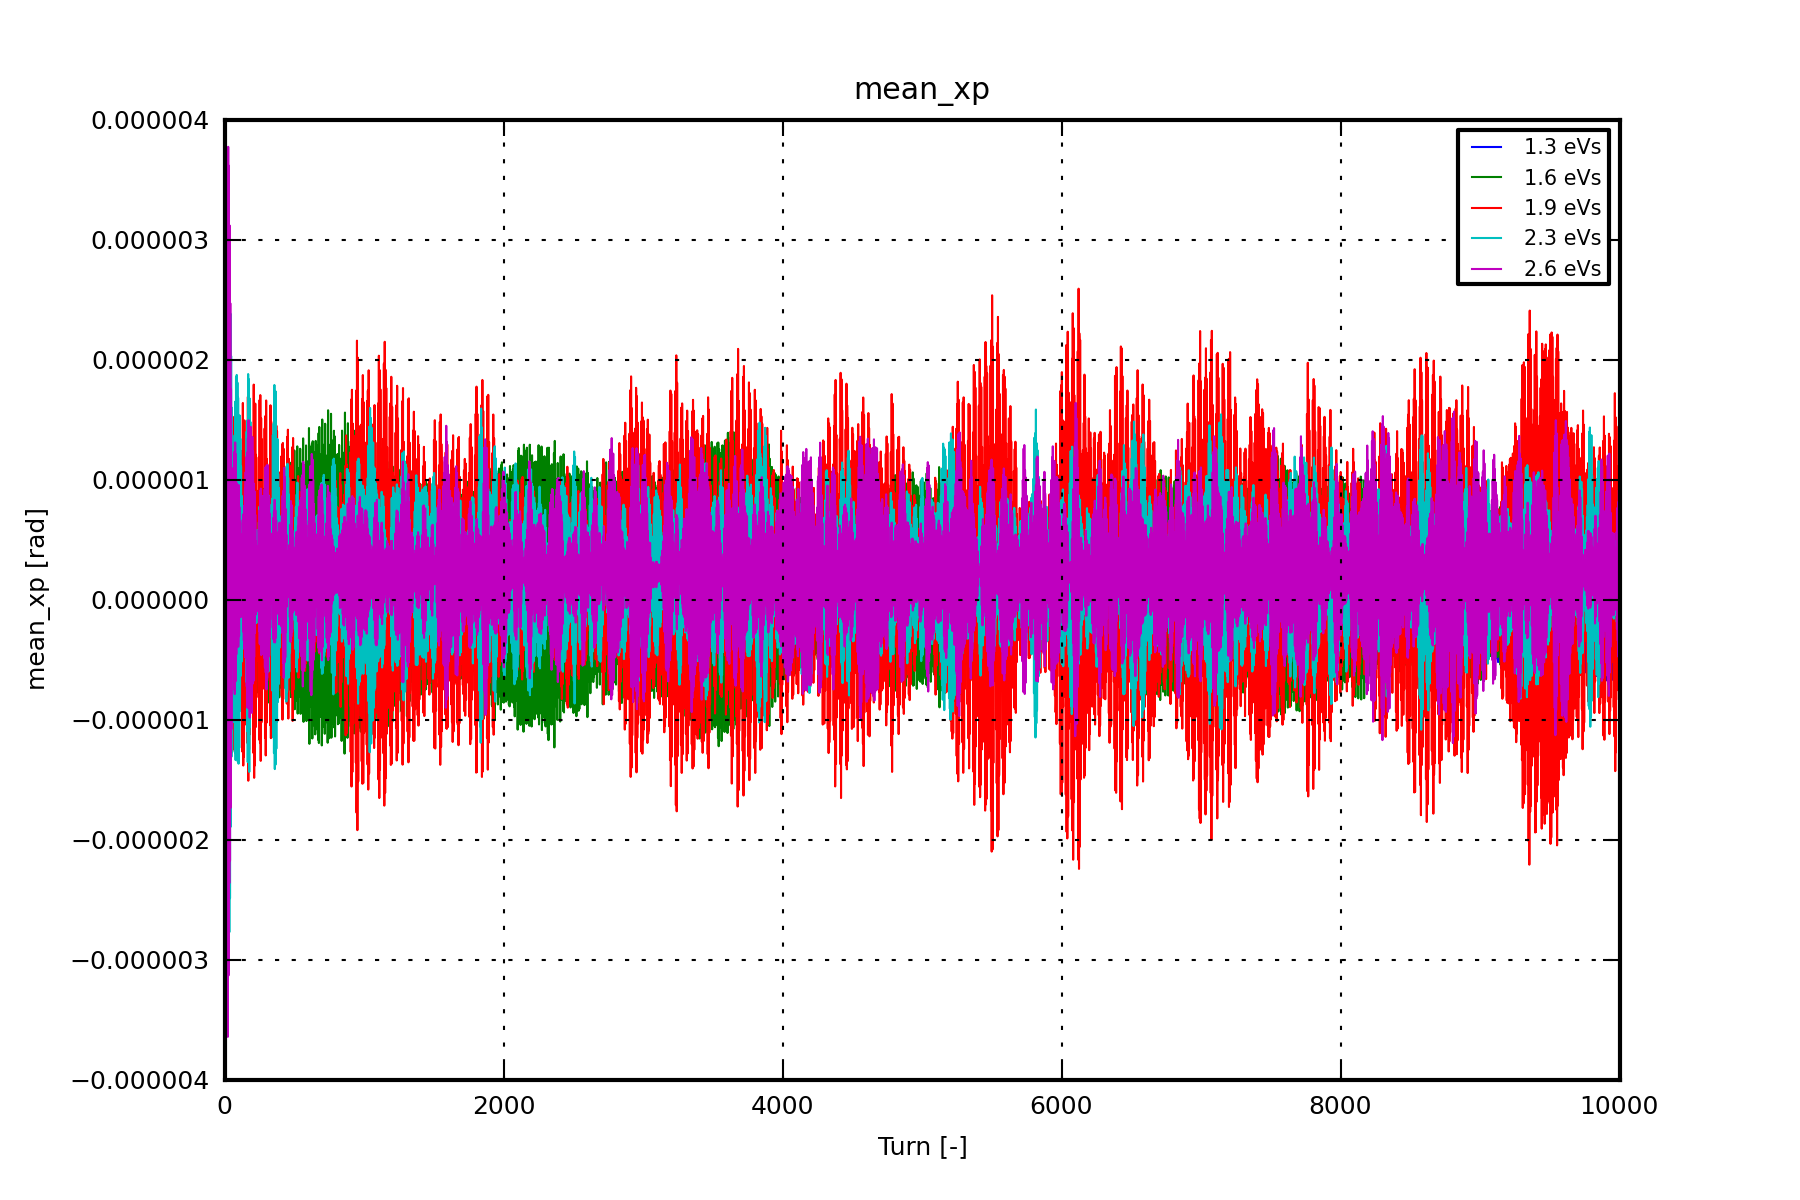 mean_xp
0.000004
0.000003
0.000002
0.000001
0.000000
−0.000001
−0.000002
−0.000003
−0.000004
mean_xp [rad]
1.3 eVs
1.6 eVs
1.9 eVs
2.3 eVs
2.6 eVs
0 2000 4000 6000 8000 10000
Turn [-]